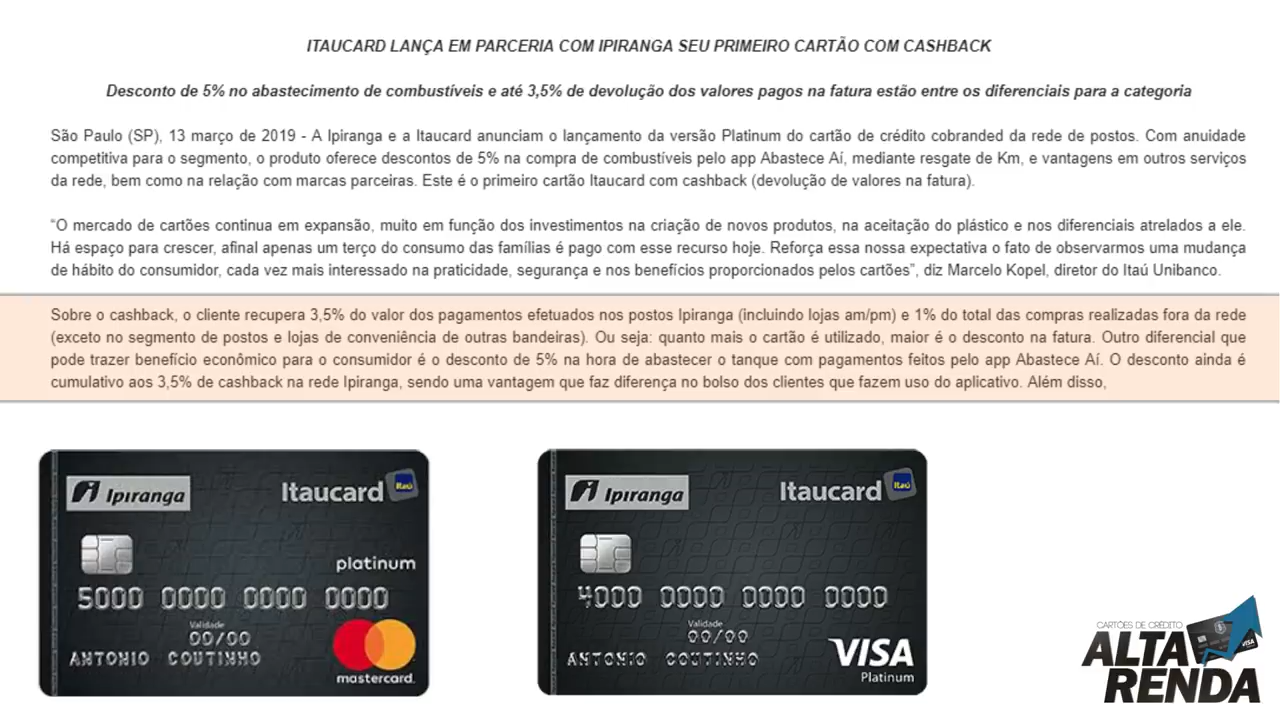 ITAUCARD LANÇA EM PARCERIA COM IPIRANGA SEU PRIMEIRO CARTÃO COM CASHBACK
Desconto de 5% no abastecimento de combustíveis e até 3,5% de devolução dos valores pagos na fatura estão entre os diferenciais para a categoria
São Paulo (SP), 13 março de 2019 - A Ipiranga e a Itaucard anunciam o lançamento da versão Platinum do cartão de crédito cobranded da rede de postos. Com anuidade
competitiva para o segmento, o produto oferece descontos de 5% na compra de combustíveis pelo app Abastece Aí, mediante resgate de Km, e vantagens em outros serviços
da rede, bem como na relação com marcas parceiras. Este é o primeiro cartão Itaucard com cashback (devolução de valores na fatura).
“O mercado de cartões continua em expansão, muito em função dos investimentos na criação de novos produtos, na aceitação do plástico e nos diferenciais atrelados a ele.
Há espaço para crescer, afinal apenas um terço do consumo das famílias é pago com esse recurso hoje. Reforça essa nossa expectativa o fato de observarmos uma mudança
de hábito do consumidor, cada vez mais interessado na praticidade, segurança e nos benefícios proporcionados pelos cartões”, diz Marcelo Kopel, diretor do Itaú Unibanco.
Sobre o cashback, o cliente recupera 3,5% do valor dos pagamentos efetuados nos postos Ipiranga (incluindo lojas am/pm) e 1% do total das compras realizadas fora da rede
(exceto no segmento de postos e lojas de conveniência de outras bandeiras). Ou seja: quanto mais o cartão é utilizado, maior é o desconto na fatura. Outro diferencial que
pode trazer benefício econômico para o consumidor é o desconto de 5% na hora de abastecer o tanque com pagamentos feitos pelo app Abastece Aí. O desconto ainda é
cumulativo aos 3,5% de cashback na rede Ipiranga, sendo uma vantagem que faz diferença no bolso dos clientes que fazem uso do aplicativo. Além disso,
Ipiranga Itaucard Itaú
platinum
5000 0000 0000 0000
Validade
00/00
ANTONIO COUTINHO
mastercard.
Ipiranga Itaucard Itaú
4000 0000 0000 0000
Validade
00/00
ANTONIO COUTINHO
VISA
Platinum
CARTÕES DE CRÉDITO
ALTA
RENDA
VISA